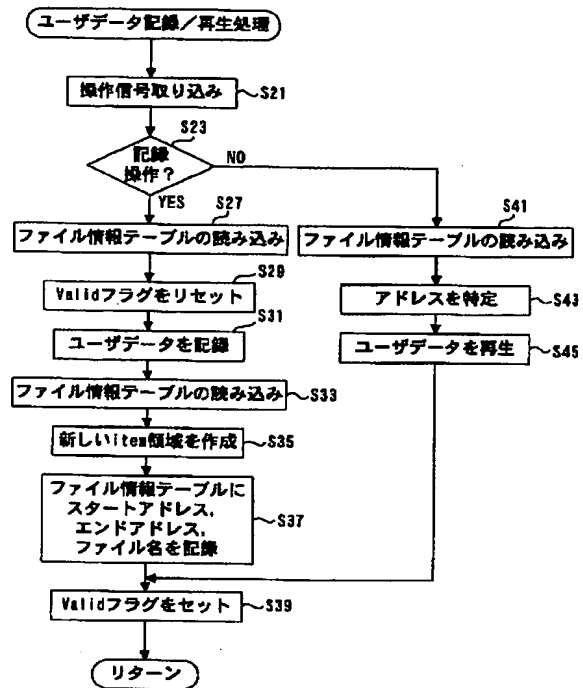 ユーザデータ記録／再生処理
操作信号取り込み
S21
S23
記録
操作？
NO
YES
S27
ファイル情報テーブルの読み込み
S29
Validフラグをリセット
S31
ユーザデータを記録
ファイル情報テーブルの読み込み
S33
新しいitem領域を作成
S35
ファイル情報テーブルに
スタートアドレス,
エンドアドレス,
ファイル名を記録
S37
S41
ファイル情報テーブルの読み込み
アドレスを特定
S43
ユーザデータを再生
S45
Validフラグをセット
S39
リターン